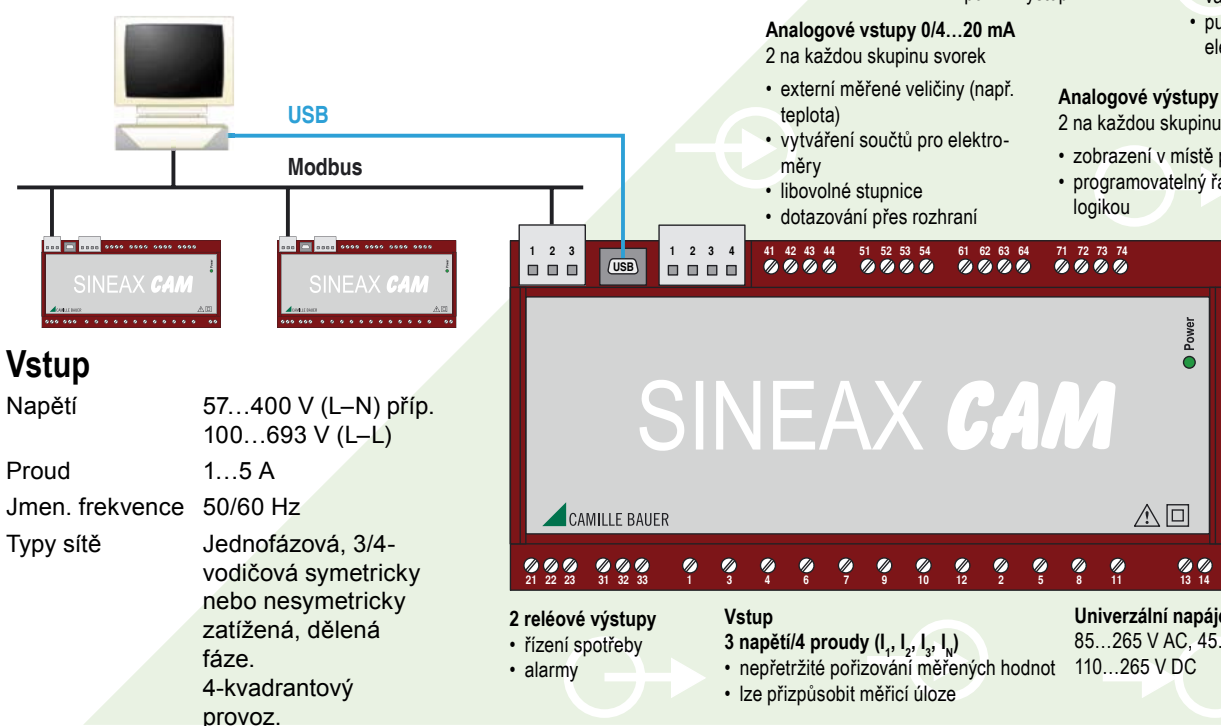 Analogové vstupy 0/4…20 mA
2 na každou skupinu svorek
• externí měřené veličiny (např.
teplota)
• vytváření součtů pro elektro-
měry
• libovolné stupnice
• dotazování přes rozhraní
• pu
Analogové výstupy
2 na každou skupinu
• zobrazení v místě p
• programovatelný řa
logikou
USB
Modbus
SINEAX CAM
CAMILLE BAUER
SINEAX CAM
CAMILLE BAUER
1 2 3
USB
1 2 3 4
41 42 43 44
51 52 53 54
61 62 63 64
71 72 73 74
Power
SINEAX CAM
CAMILLE BAUER
21 22 23 31 32 33 1 3 4 6 7 9 10 12 2 5 8 11 13 14
Vstup
Napětí 57…400 V (L–N) příp.
100…693 V (L–L)
Proud 1…5 A
Jmen. frekvence 50/60 Hz
Typy sítě Jednofázová, 3/4-
vodičová symetricky
nebo nesymetricky
zatížená, dělená
fáze.
4-kvadrantový
provoz.
2 reléové výstupy
• řízení spotřeby
• alarmy
Vstup
3 napětí/4 proudy (I1, I2, I3, IN)
• nepřetržité pořizování měřených hodnot
• lze přizpůsobit měřicí úloze
Univerzální napáje
85…265 V AC, 45.
110…265 V DC